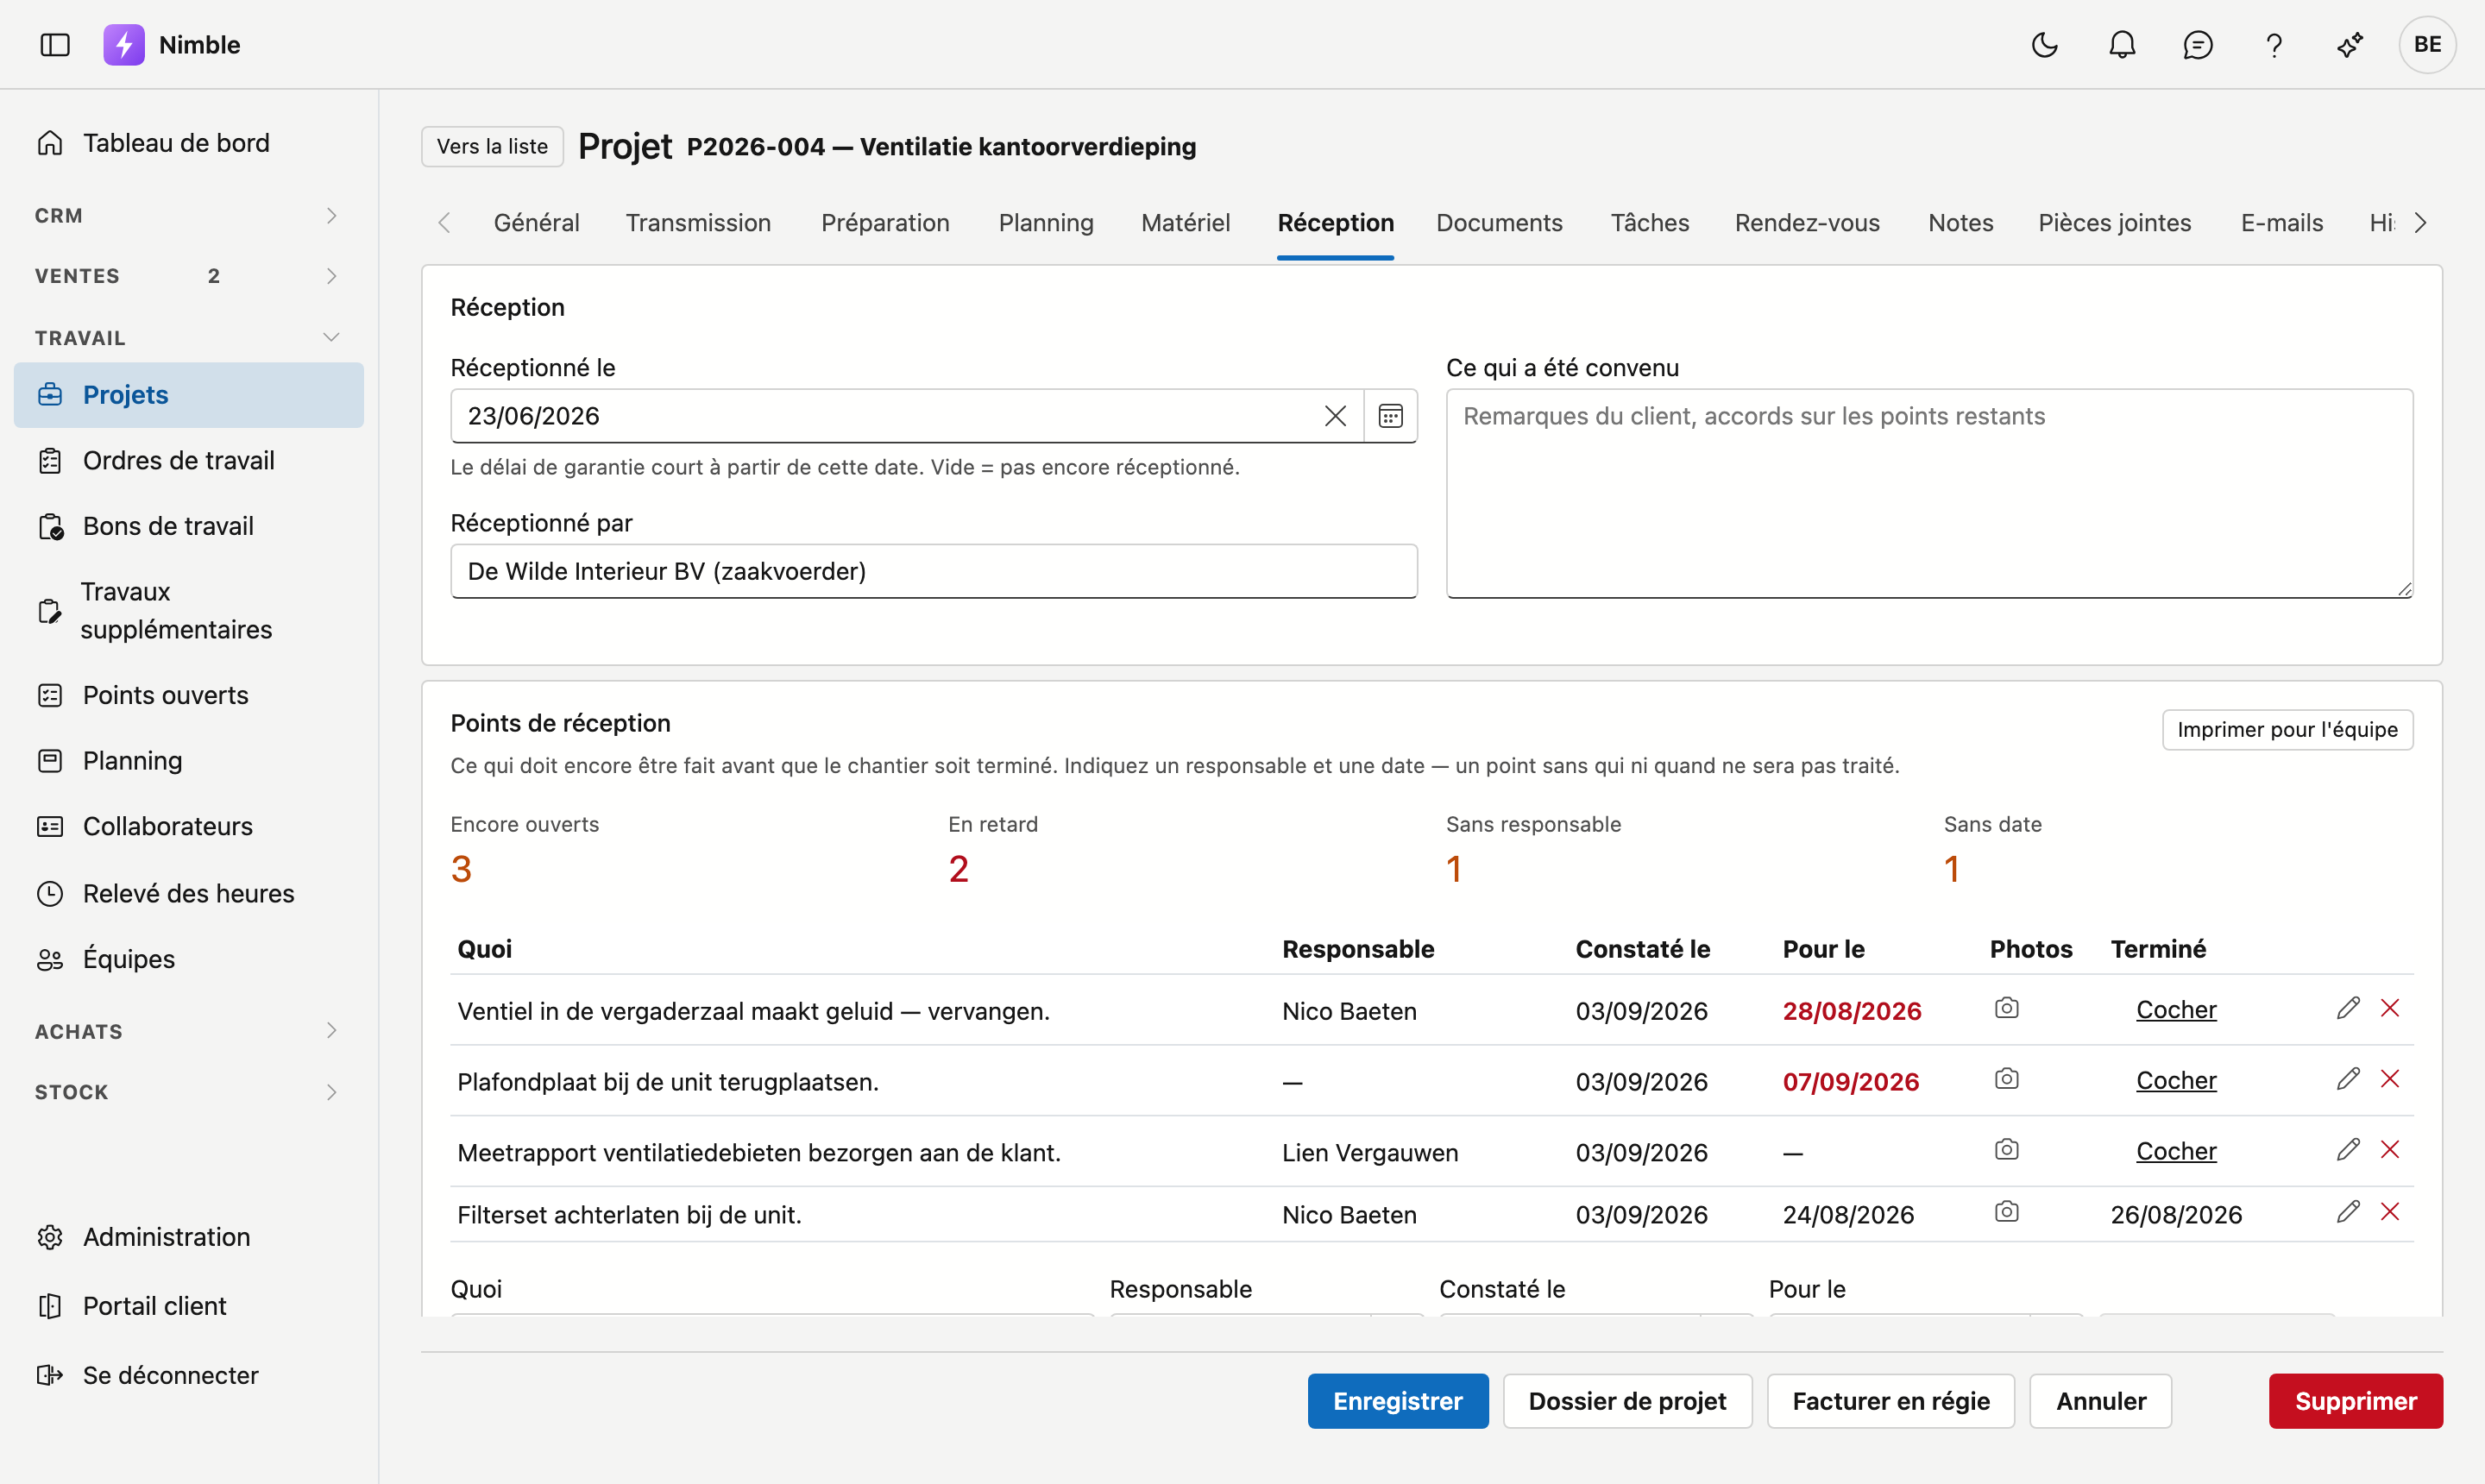 Nimble
BE
Tableau de bord
CRM
VENTES 2
TRAVAIL
Projets
Ordres de travail
Bons de travail
Travaux
supplémentaires
Points ouverts
Planning
Collaborateurs
Relevé des heures
Équipes
ACHATS
STOCK
Administration
Portail client
Se déconnecter
Vers la liste Projet P2026-004 — Ventilatie kantoorverdieping
Général Transmission Préparation Planning Matériel Réception Documents Tâches Rendez-vous Notes Pièces jointes E-mails
Réception
Réceptionné le
23/06/2026
Le délai de garantie court à partir de cette date. Vide = pas encore réceptionné.
Réceptionné par
De Wilde Interieur BV (zaakvoerder)
Ce qui a été convenu
Remarques du client, accords sur les points restants
Points de réception
Imprimer pour l'équipe
Ce qui doit encore être fait avant que le chantier soit terminé. Indiquez un responsable et une date — un point sans qui ni quand ne sera pas traité.
Encore ouverts En retard Sans responsable Sans date
3 2 1 1
Quoi Responsable Constaté le Pour le Photos Terminé
Ventiel in de vergaderzaal maakt geluid — vervangen. Nico Baeten 03/09/2026 28/08/2026 Cocher
Plafondplaat bij de unit terugplaatsen. — 03/09/2026 07/09/2026 Cocher
Meetrapport ventilatiedebieten bezorgen aan de klant. Lien Vergauwen 03/09/2026 — Cocher
Filterset achterlaten bij de unit. Nico Baeten 03/09/2026 24/08/2026 26/08/2026
Quoi Responsable Constaté le Pour le
Enregistrer Dossier de projet Facturer en régie Annuler Supprimer